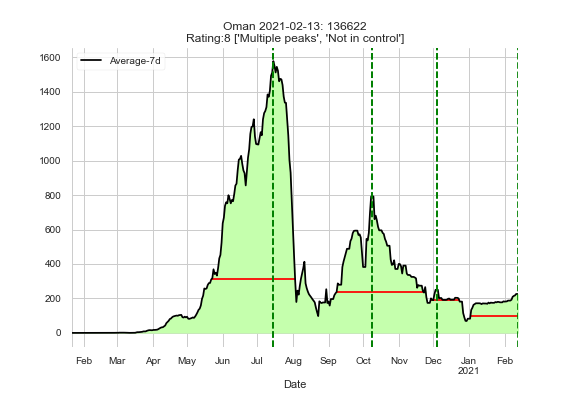 Oman 2021-02-13: 136622
Rating:8 ['Multiple peaks', 'Not in control']
Average-7d
1600
1400
1200
1000
800
600
400
200
0
Feb Mar Apr May Jun Jul Aug Sep Oct Nov Dec Jan Feb
2021
Date